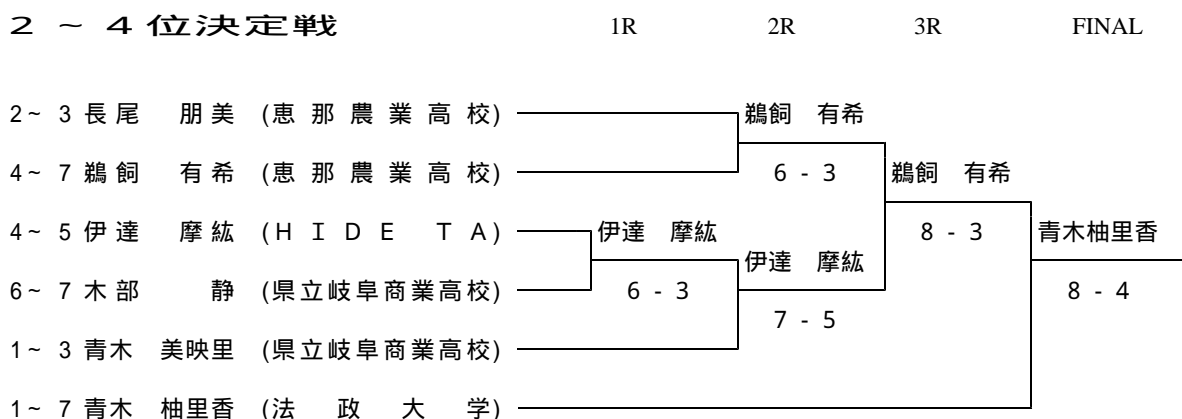 2 ~ 4 位決定戦 1R 2R 3R FINAL
2~ 3 長尾 朋美 (恵那農業高校) 鵜飼 有希
4~ 7 鵜飼 有希 (恵那農業高校) 6 - 3 鵜飼 有希
4~ 5 伊達 摩紘 (HIDE TA) 伊達 摩紘 8 - 3 青木柚里香
伊達 摩紘
6~ 7 木部 静 (県立岐阜商業高校) 6 - 3 8 - 4
7 - 5
1~ 3 青木 美映里 (県立岐阜商業高校)
1~ 7 青木 柚里香 (法政大学)